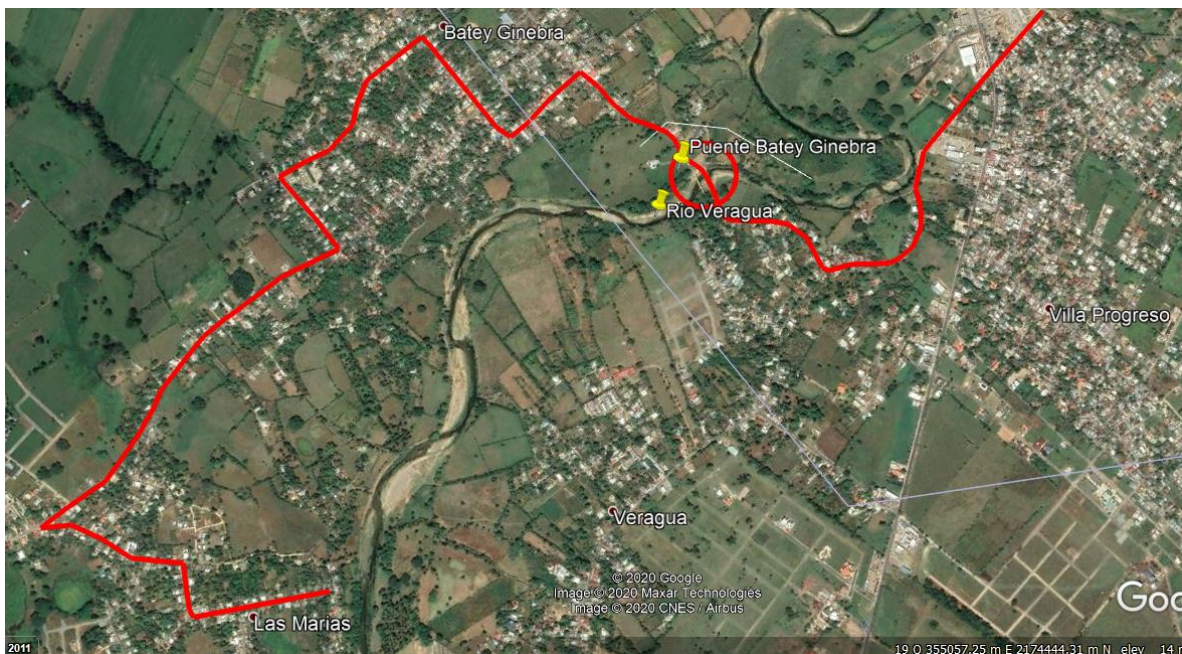 Batey Ginebra
Puente Batey Ginebra
Rio Veragua
Villa Progreso
Veragua
© 2020 Google
Image © 2020 Maxar Technologies
Image © 2020 CNES / Airbus
Goo
Las Marias
2011
19 Q 355057.25 m E 2174444.31 m N elev 14 m